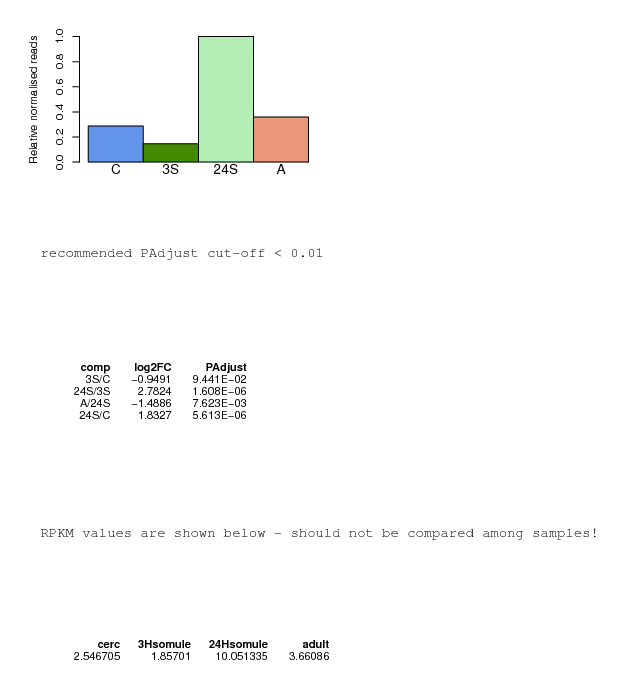 Relative normalised reads
1.0
0.8
0.6
0.4
0.2
0.0
C 3S 24S A
recommended PAdjust cut-off < 0.01
comp log2FC PAdjust
3S/C −0.9491 9.441E−02
24S/3S 2.7824 1.608E−06
A/24S −1.4886 7.623E−03
24S/C 1.8327 5.613E−06
RPKM values are shown below - should not be compared among samples!
cerc 3Hsomule 24Hsomule adult
2.546705 1.85701 10.051335 3.66086